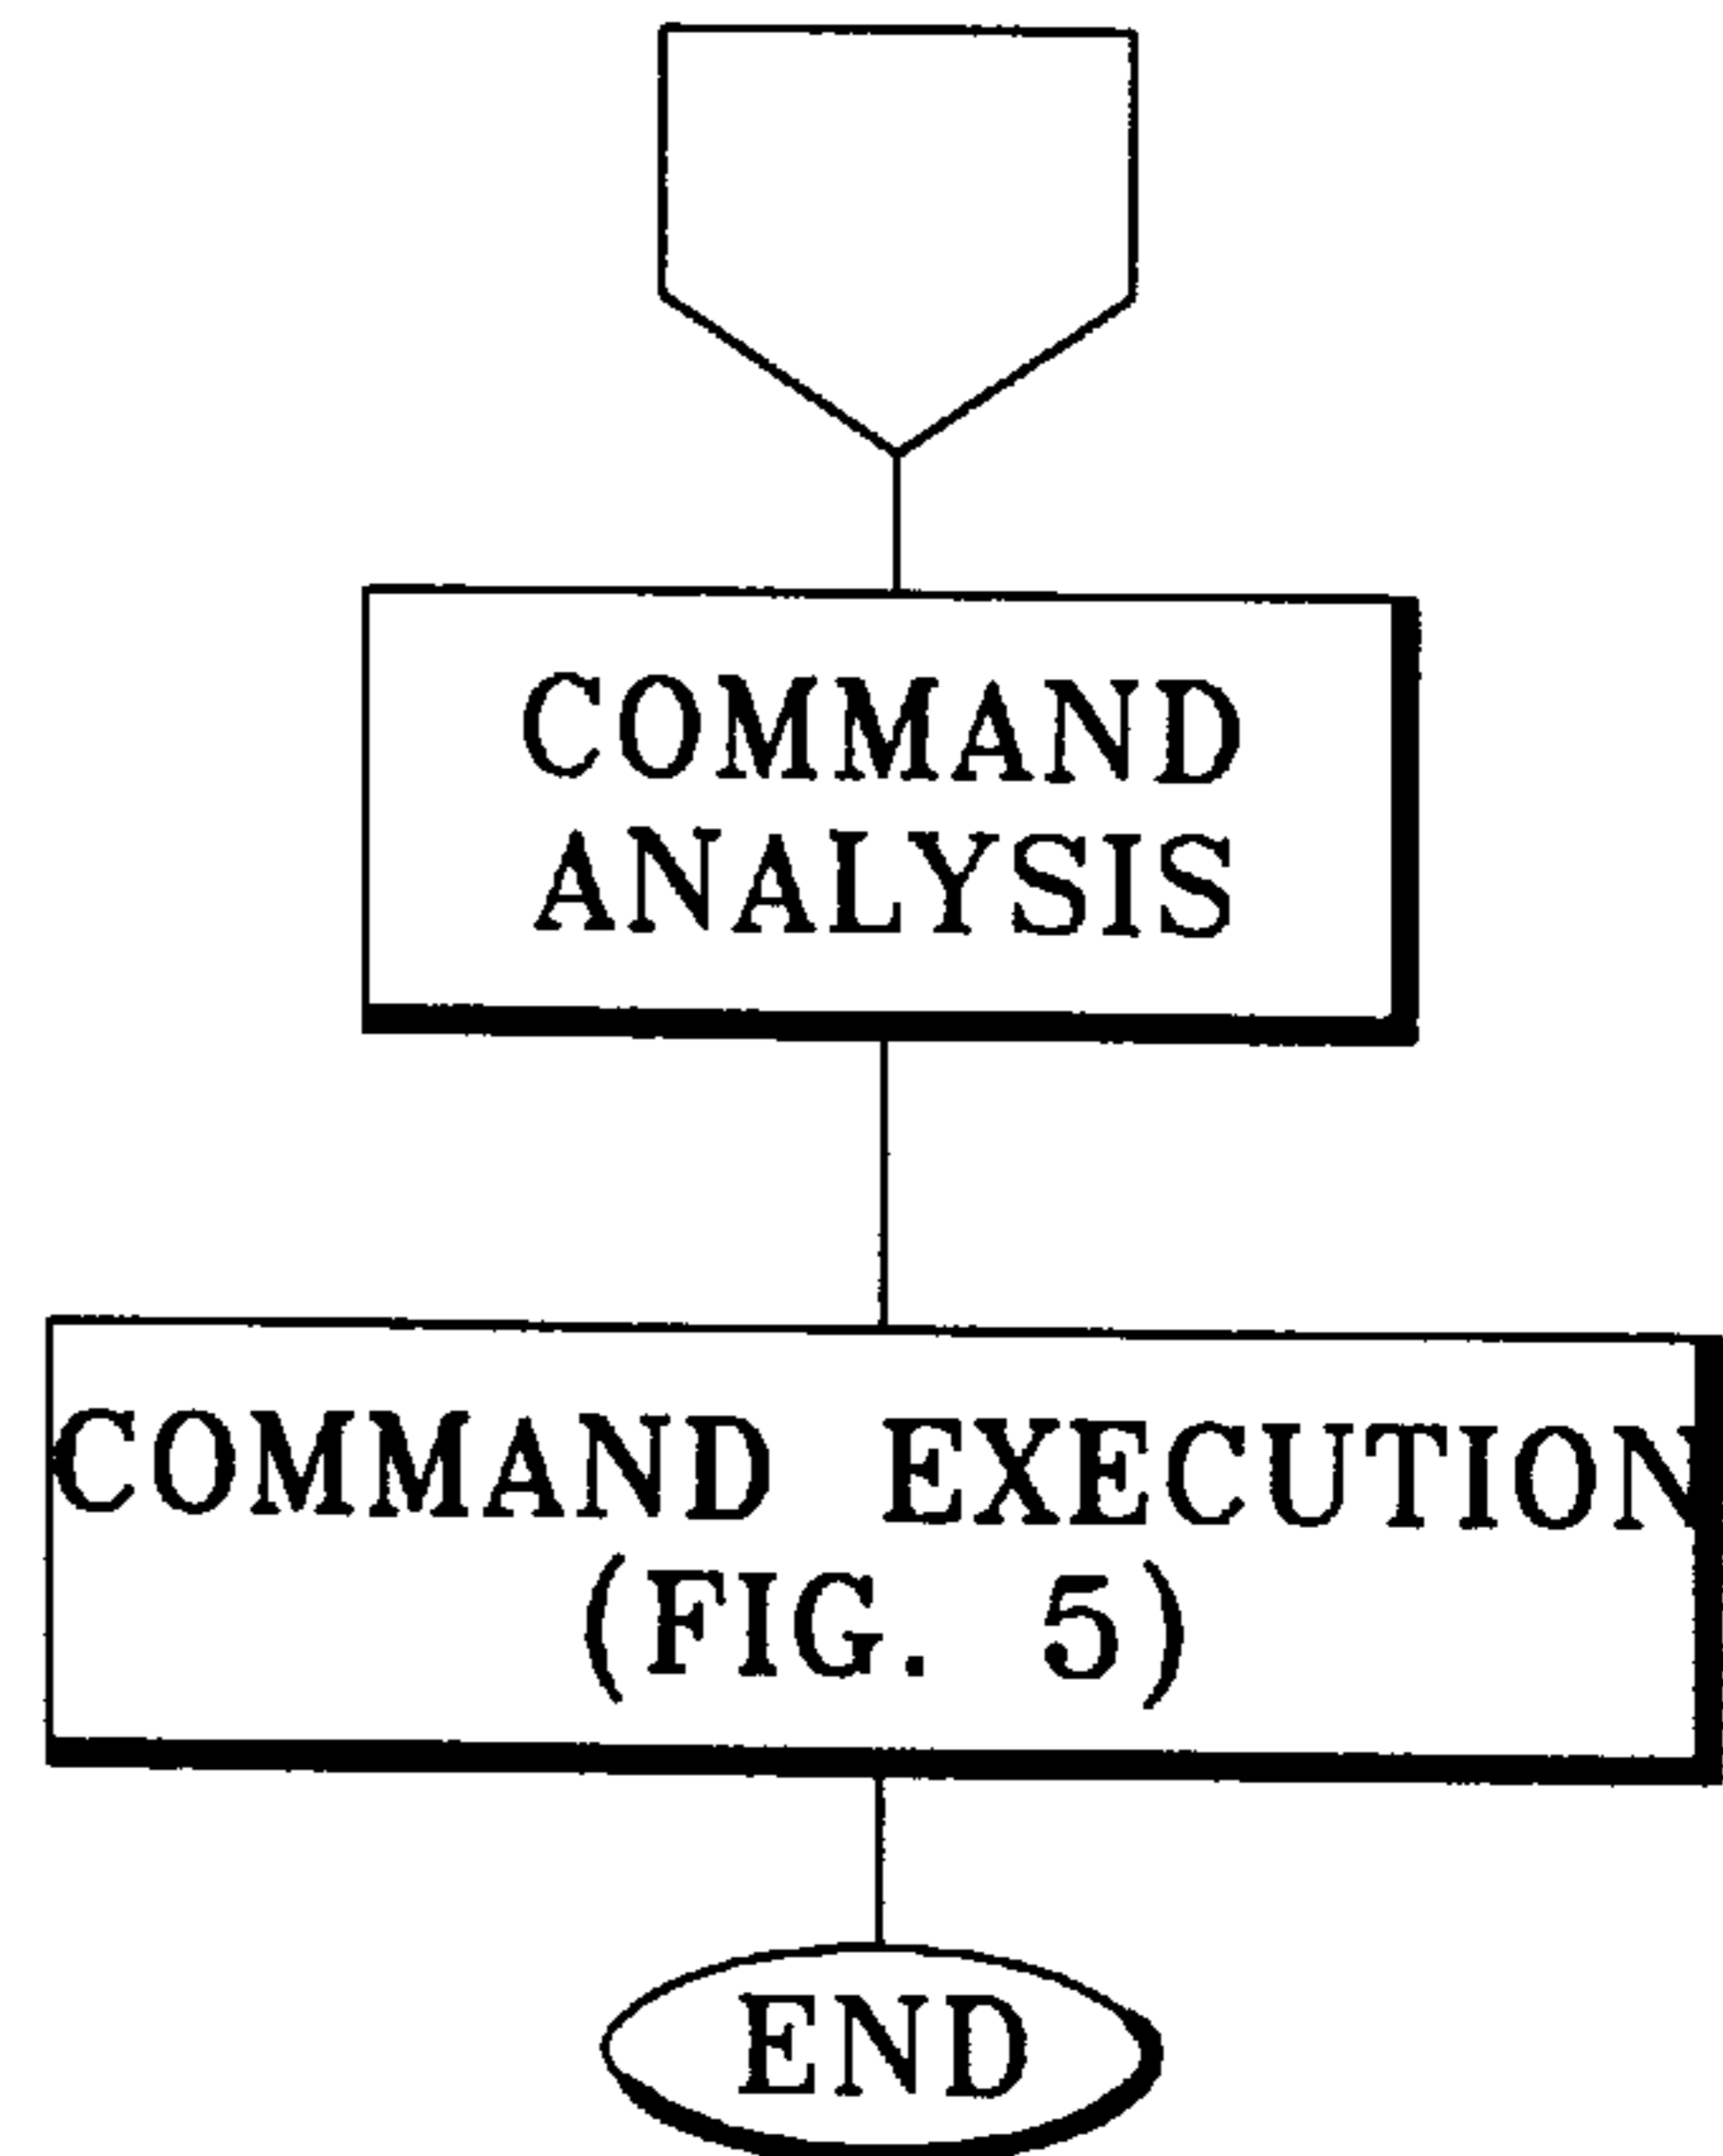 COMMAND
ANALYSIS
COMMAND EXECUTION
(FIG. 5)
END